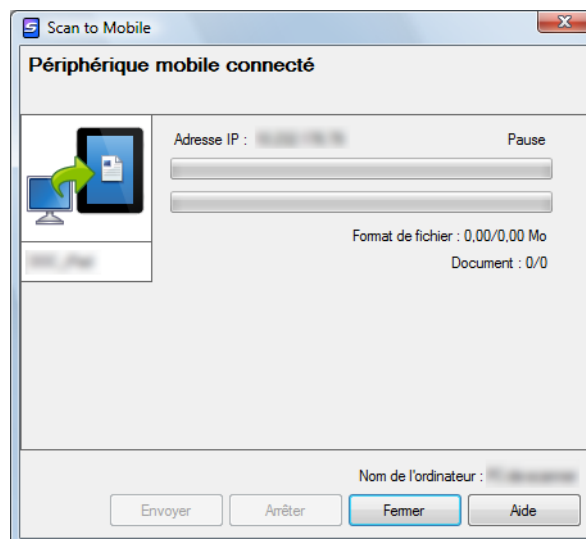 Scan to Mobile
Périphérique mobile connecté
Adresse IP :
Pause
Format de fichier : 0,00/0,00 Mo
Document : 0/0
Nom de l'ordinateur :
Envoyer
Arrêter
Fermer
Aide